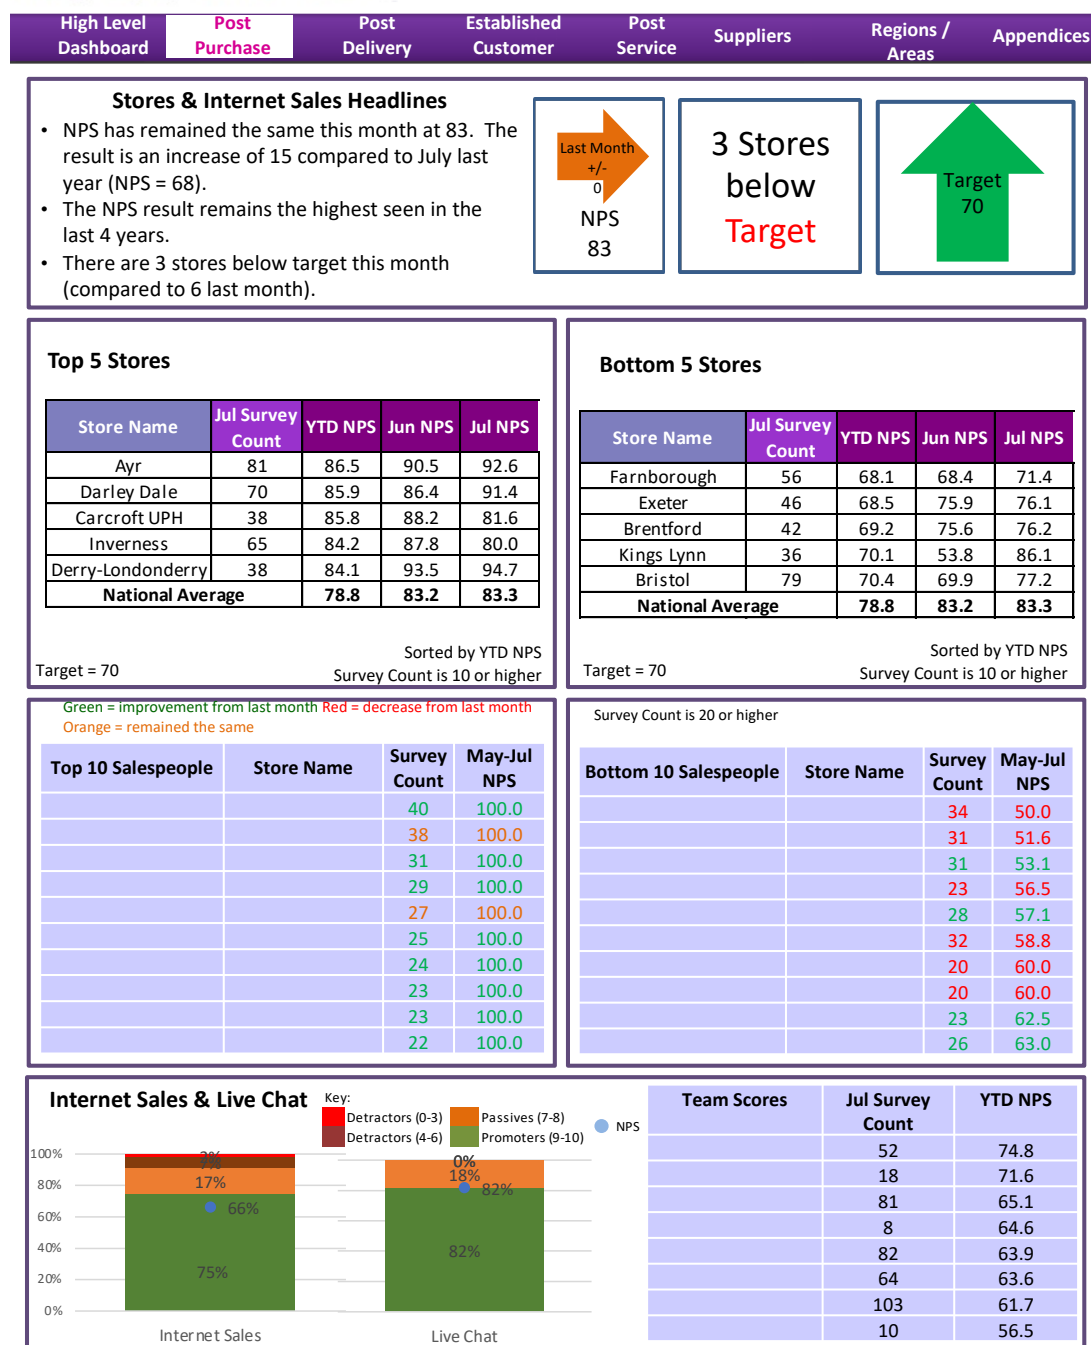 High Level Dashboard
Post Purchase
Post Delivery
Established Customer
Post Service
Suppliers
Regions / Areas
Appendices
Stores & Internet Sales Headlines
• NPS has remained the same this month at 83. The
result is an increase of 15 compared to July last
year (NPS = 68).
• The NPS result remains the highest seen in the
last 4 years.
• There are 3 stores below target this month
(compared to 6 last month).
Last Month
+/-
0
NPS
83
3 Stores
below
Target
Target
70
Top 5 Stores
Store Name Jul Survey Count YTD NPS Jun NPS Jul NPS
Ayr 81 86.5 90.5 92.6
Darley Dale 70 85.9 86.4 91.4
Carcroft UPH 38 85.8 88.2 81.6
Inverness 65 84.2 87.8 80.0
Derry-Londonderry 38 84.1 93.5 94.7
National Average 78.8 83.2 83.3
Sorted by YTD NPS
Target = 70 Survey Count is 10 or higher
Bottom 5 Stores
Store Name Jul Survey Count YTD NPS Jun NPS Jul NPS
Farnborough 56 68.1 68.4 71.4
Exeter 46 68.5 75.9 76.1
Brentford 42 69.2 75.6 76.2
Kings Lynn 36 70.1 53.8 86.1
Bristol 79 70.4 69.9 77.2
National Average 78.8 83.2 83.3
Sorted by YTD NPS
Target = 70 Survey Count is 10 or higher
Green = improvement from last month Red = decrease from last month
Orange = remained the same
Top 10 Salespeople Store Name Survey Count May-Jul NPS
40 100.0
38 100.0
31 100.0
29 100.0
27 100.0
25 100.0
24 100.0
23 100.0
23 100.0
22 100.0
Survey Count is 20 or higher
Bottom 10 Salespeople Store Name Survey Count May-Jul NPS
34 50.0
31 51.6
31 53.1
23 56.5
28 57.1
32 58.8
20 60.0
20 60.0
23 62.5
26 63.0
Internet Sales & Live Chat
Key:
Detractors (0-3) Passives (7-8)
Detractors (4-6) Promoters (9-10)
NPS
100%
80%
60%
40%
20%
0%
2%
7%
17%
66%
75%
Internet Sales
0%
18%
82%
82%
Live Chat
Team Scores Jul Survey Count YTD NPS
52 74.8
18 71.6
81 65.1
8 64.6
82 63.9
64 63.6
103 61.7
10 56.5